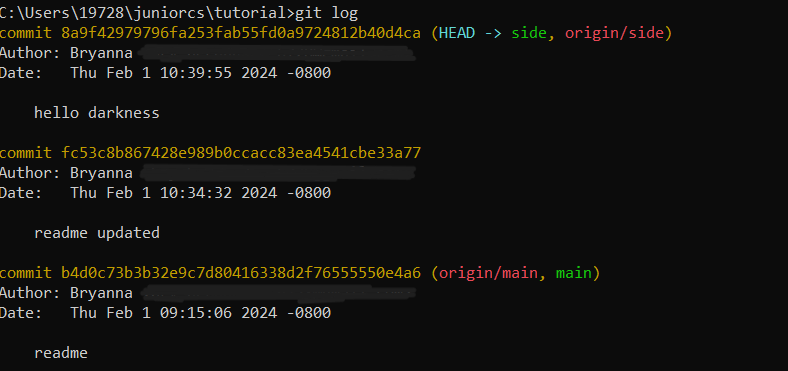 C:\Users\19728\juniorcs\tutorial>git log
commit 8a9f42979796fa253fab55fd0a9724812b40d4ca (HEAD -> side, origin/side)
Author: Bryanna
Date:   Thu Feb 1 10:39:55 2024 -0800
hello darkness
commit fc53c8b867428e989b0ccacc83ea4541cbe33a77
Author: Bryanna
Date:   Thu Feb 1 10:34:32 2024 -0800
readme updated
commit b4d0c73b3b32e9c7d80416338d2f76555550e4a6 (origin/main, main)
Author: Bryanna
Date:   Thu Feb 1 09:15:06 2024 -0800
readme